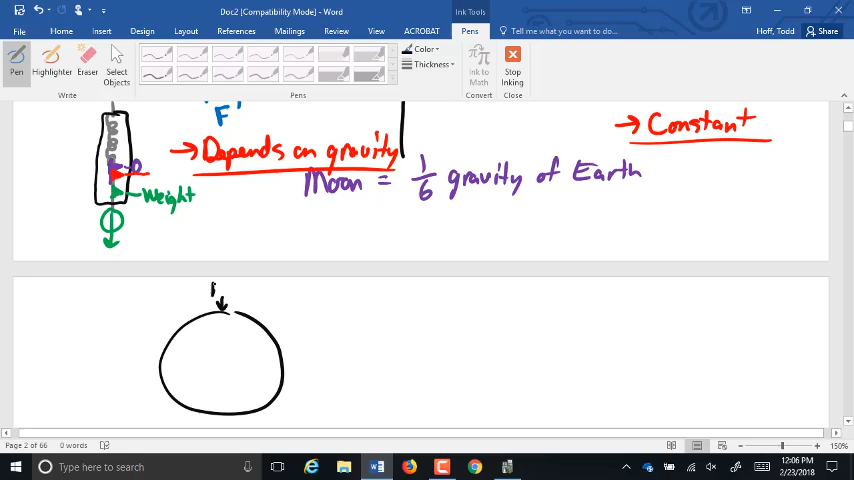 Doc2 [Compatibility Mode] - Word
Ink Tools
Hoff, Todd
File
Home
Insert
Design
Layout
References
Mailings
Review
View
ACROBAT
Pens
Tell me what you want to do...
Share
Pen
Highlighter
Eraser
Select Objects
Color
Thickness
Ink to Math
Stop Inking
Write
Pens
Convert
Close
F
→ Constant
→ Depends on gravity
Moon = 1/6 gravity of Earth
Weight
Page 2 of 66
0 words
150%
Type here to search
12:06 PM
2/23/2018